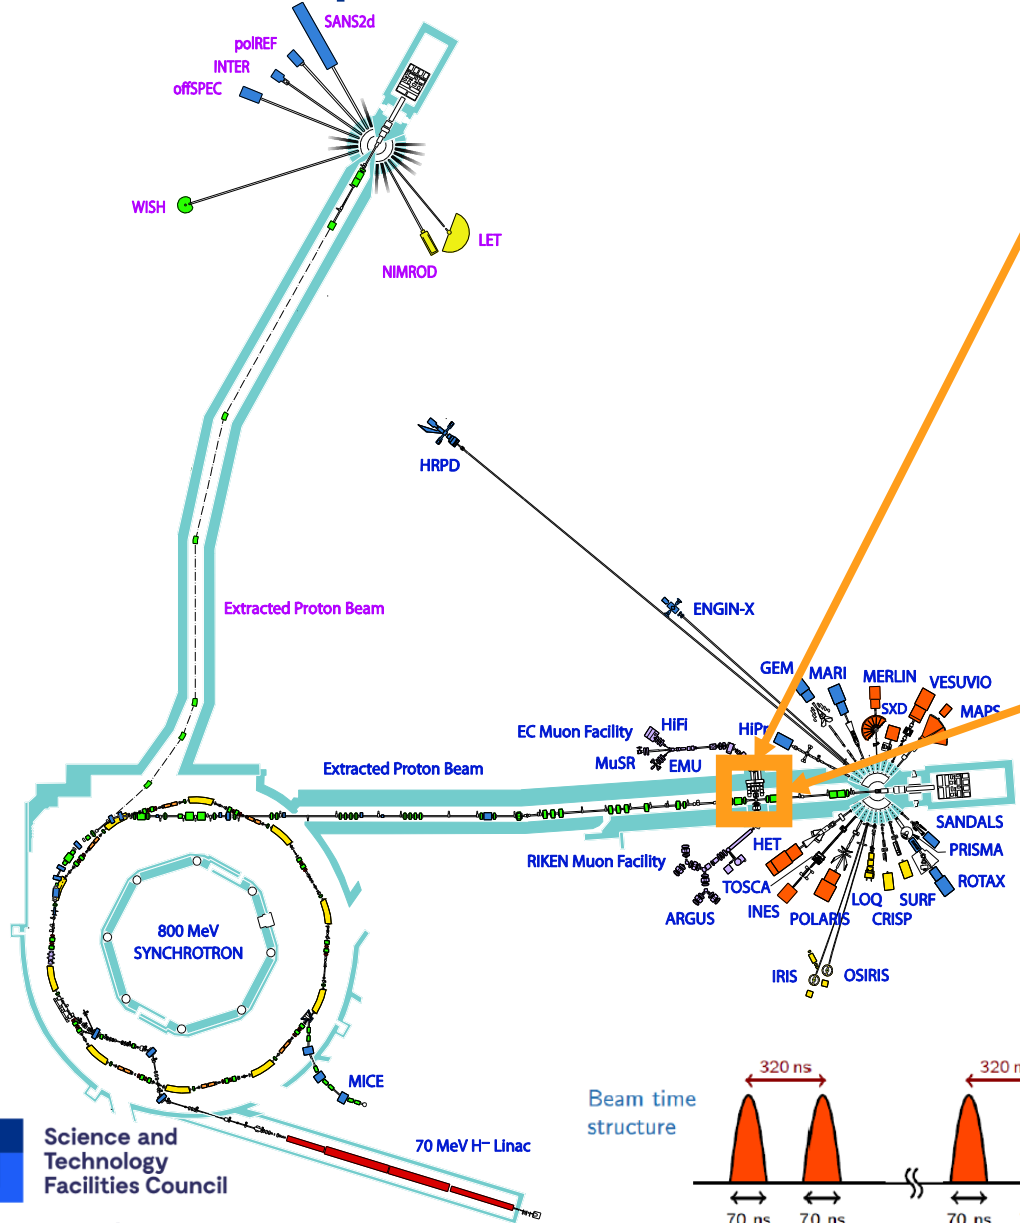 SANS2d
polREF
INTER
offSPEC
WISH
LET
NIMROD
HRPD
Extracted Proton Beam
ENGIN-X
GEM
MARI
MERLIN
VESUVIO
SXD
MAPS
EC Muon Facility
HiFi
MuSR
EMU
Extracted Proton Beam
SANDALS
HET
PRISMA
RIKEN Muon Facility
TOSCA
ROTAX
LOQ
SURF
INES
ARGUS
POLARIS
CRISP
800 MeV
SYNCHROTRON
IRIS
OSIRIS
MICE
70 MeV H⁻ Linac
Science and
Technology
Facilities Council
Beam time
structure
320 ns
320 n
70 ns
70 ns
70 ns